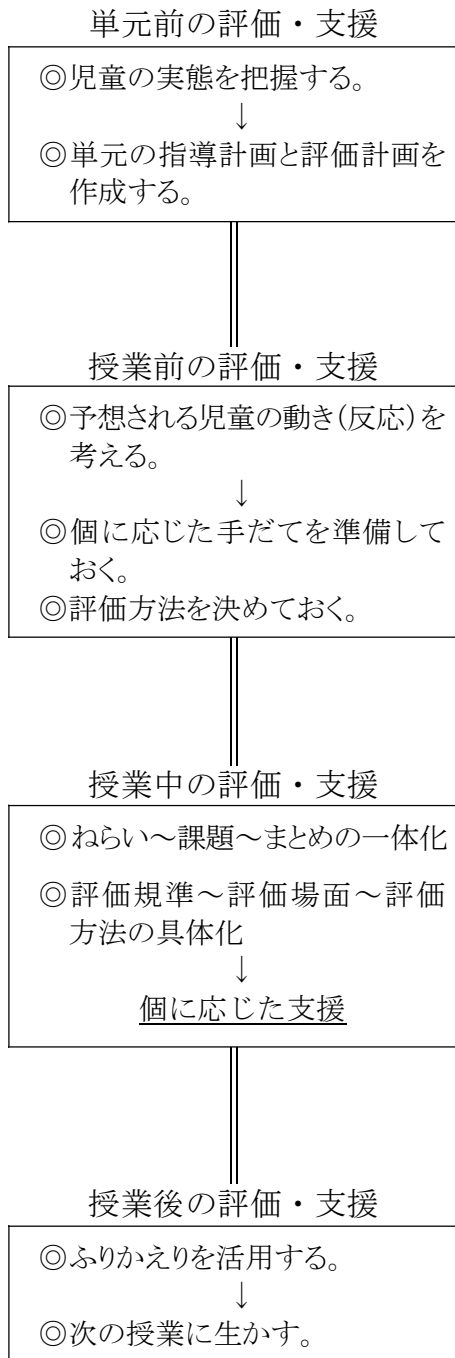 単元前の評価・支援
◎児童の実態を把握する。
↓
◎単元の指導計画と評価計画を
作成する。
授業前の評価・支援
◎予想される児童の動き(反応)を
考える。
↓
◎個に応じた手だてを準備して
おく。
◎評価方法を決めておく。
授業中の評価・支援
◎ねらい～課題～まとめの一体化
◎評価規準～評価場面～評価
方法の具体化
↓
個に応じた支援
授業後の評価・支援
◎ふりかえりを活用する。
↓
◎次の授業に生かす。